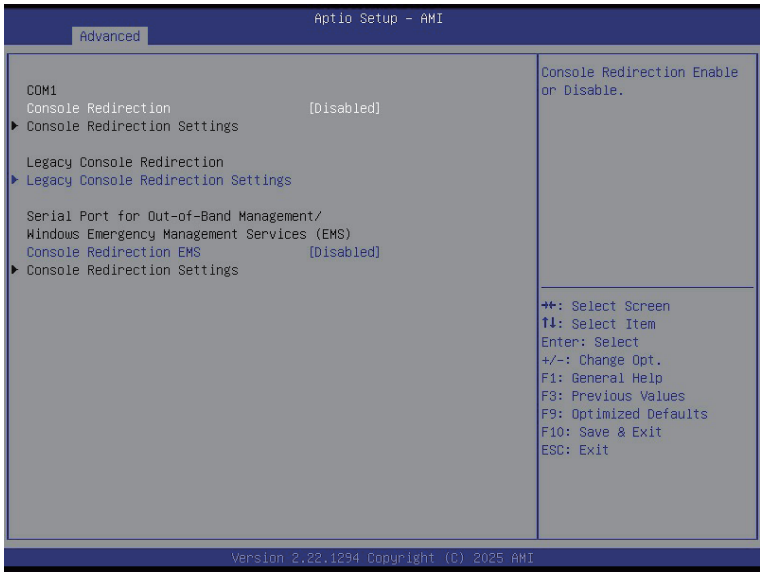 Aptio Setup – AMI
Advanced
COM1
Console Redirection [Disabled]
▶ Console Redirection Settings
Legacy Console Redirection
▶ Legacy Console Redirection Settings
Serial Port for Out-of-Band Management/
Windows Emergency Management Services (EMS)
Console Redirection EMS [Disabled]
▶ Console Redirection Settings
Console Redirection Enable
or Disable.
→←: Select Screen
↑↓: Select Item
Enter: Select
+/-: Change Opt.
F1: General Help
F3: Previous Values
F9: Optimized Defaults
F10: Save & Exit
ESC: Exit
Version 2.22.1294 Copyright (C) 2025 AMI